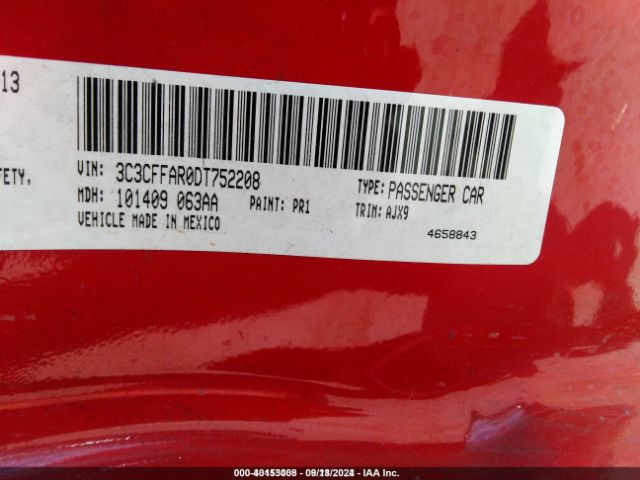 13
FETY,
VIN: 3C3CFFAR0DT752208 TYPE: PASSENGER CAR
MDH: 101409 063AA PAINT: PR1 TRIM: AJX9
VEHICLE MADE IN MEXICO
4658843
- IAA Inc.